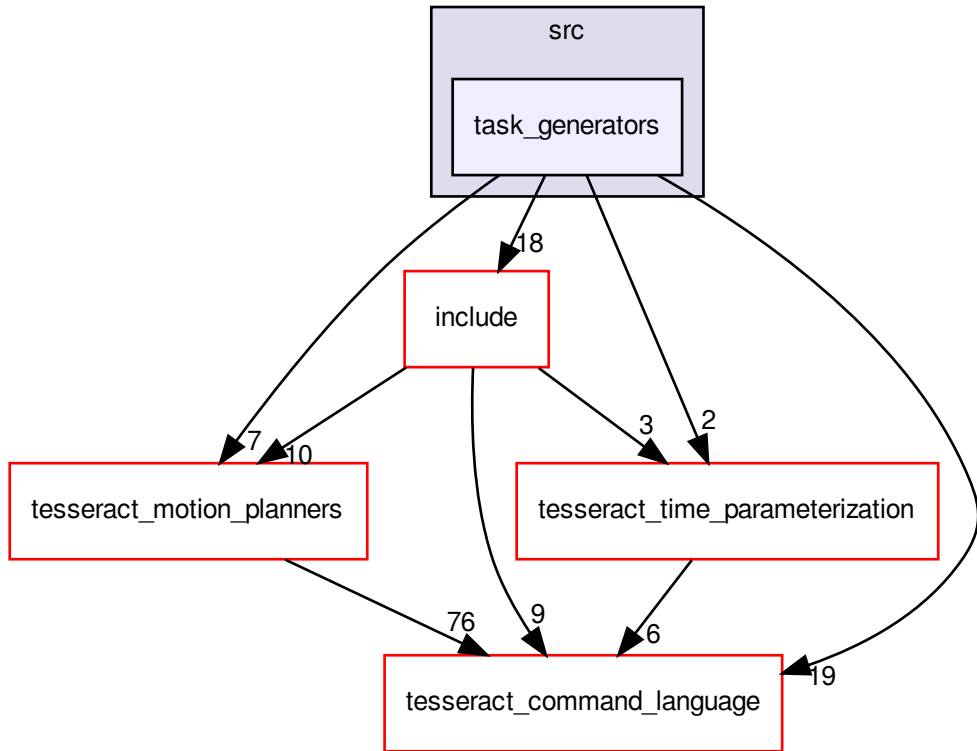 src
task_generators
18
include
7
10
3
2
tesseract_motion_planners
tesseract_time_parameterization
76
9
6
19
tesseract_command_language